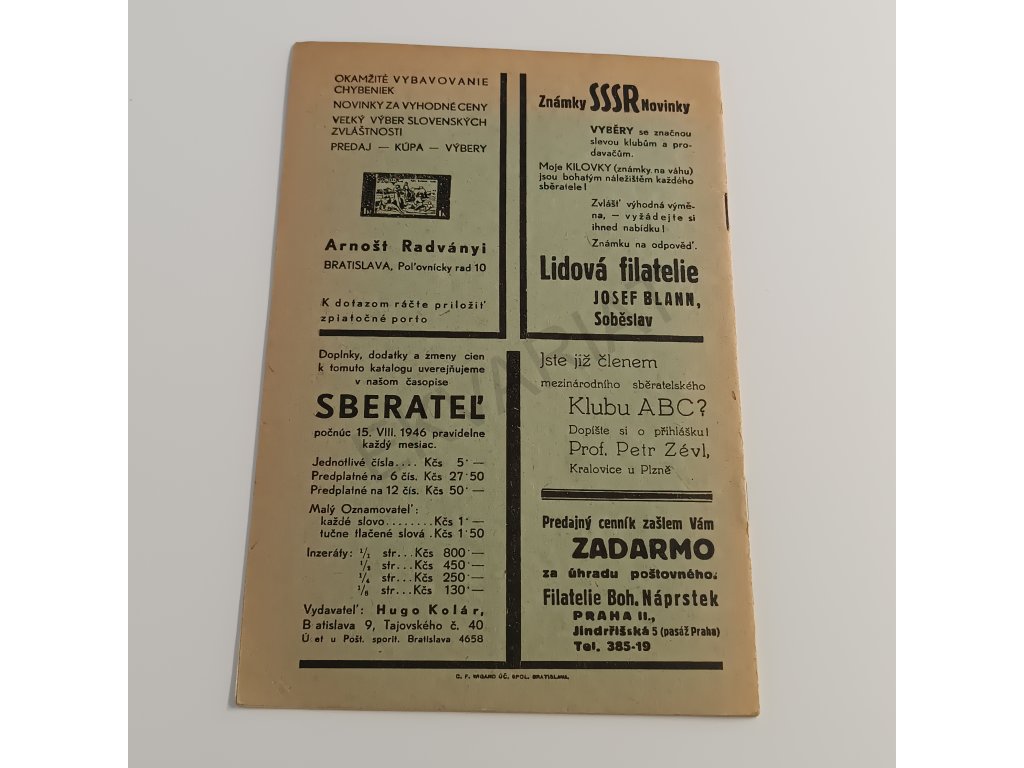 OKAMŽITÉ VYBAVOVANIE
CHYBENIEK
NOVINKY ZA VYHODNÉ CENY
VEĽKÝ VÝBER SLOVENSKÝCH
ZVLÁŠTNOSTI
PREDAJ — KÚPA — VÝBERY
1K 1K
Arnošt Radványi
BRATISLAVA, Poľovnícky rad 10
K dotazom ráčte priložiť
zpiatočné porto
Známky SSSR Novinky
VYBĚRY se značnou
slevou klubům a pro-
davačům.
Moje KILOVKY (známky na váhu)
jsou bohatým náležištěm každého
sběratele!
Zvlášť výhodná výmě-
na, — vyžádejte si
ihned nabídku!
Známku na odpověď.
Lidová filatelie
JOSEF BLANN,
Soběslav
Doplnky, dodatky a zmeny cien
k tomuto katalogu uverejňujeme
v našom časopise
SBERATEĽ
počnúc 15. VIII. 1946 pravidelne
každý mesiac.
Jednotlivé čísla.... Kčs 5·—
Predplatné na 6 čís. Kčs 27·50
Predplatné na 12 čís. Kčs 50·—
Malý Oznamovateľ:
každé slovo........Kčs 1·—
tučne tlačené slová .Kčs 1·50
Inzeráty: 1/1 str...Kčs 800·—
1/2 str...Kčs 450·—
1/4 str...Kčs 250·—
1/8 str...Kčs 130·—
Vydavateľ: Hugo Kolár,
B atislava 9, Tajovského č. 40
Ú et u Pošt. sporit. Bratislava 4658
Jste již členem
mezinárodního sběratelského
Klubu ABC?
Dopište si o přihlášku!
Prof. Petr Zévl,
Kralovice u Plzně
Predajný cenník zašlem Vám
ZADARMO
za úhradu poštovného.
Filatelie Boh. Náprstek
PRAHA II.,
Jindřišská 5 (pasáž Praha)
Tel. 385-19
C. F. WIGAND ÚČ. SPOL. BRATISLAVA.